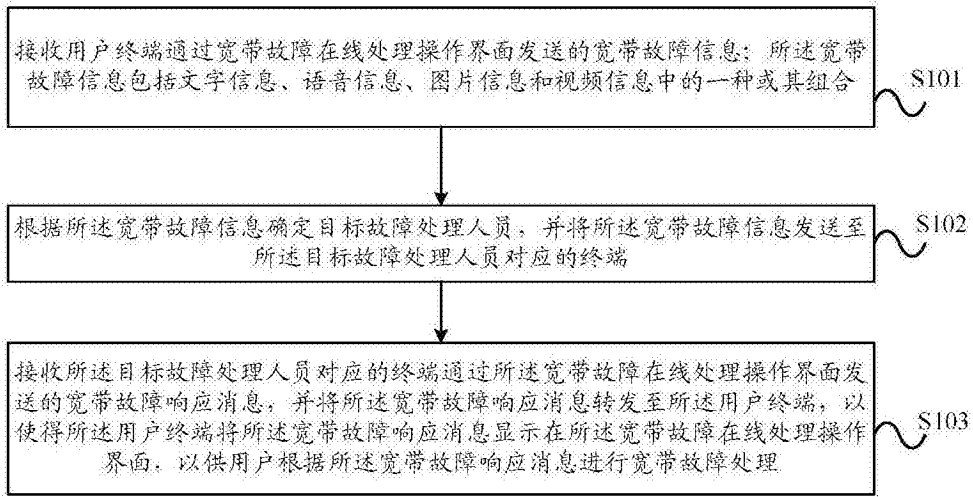 接收用户终端通过宽带故障在线处理操作界面发送的宽带故障信息；所述宽带
故障信息包括文字信息、语音信息、图片信息和视频信息中的一种或其组合
S101
根据所述宽带故障信息确定目标故障处理人员，并将所述宽带故障信息发送至
所述目标故障处理人员对应的终端
S102
接收所述目标故障处理人员对应的终端通过所述宽带故障在线处理操作界面发
送的宽带故障响应消息，并将所述宽带故障响应消息转发至所述用户终端，以
使得所述用户终端将所述宽带故障响应消息显示在所述宽带故障在线处理操作
界面，以供用户根据所述宽带故障响应消息进行宽带故障处理
S103